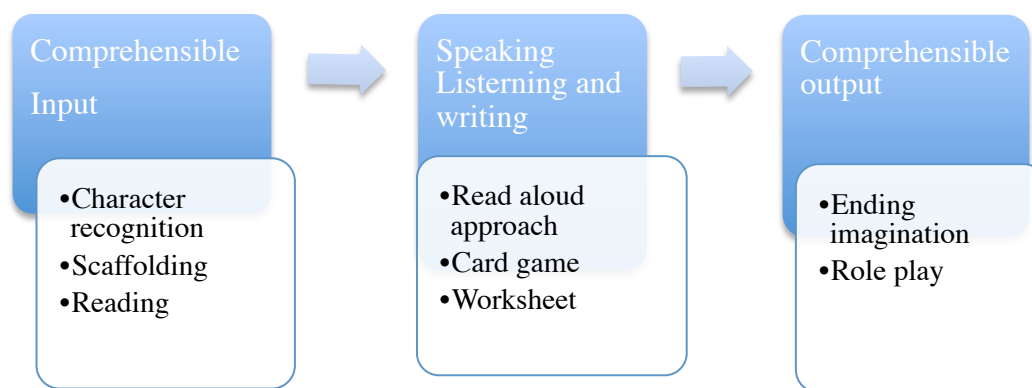 Comprehensible
Input
•Character
recognition
•Scaffolding
•Reading
Speaking
Listerning and
writing
•Read aloud
approach
•Card game
•Worksheet
Comprehensible
output
•Ending
imagination
•Role play